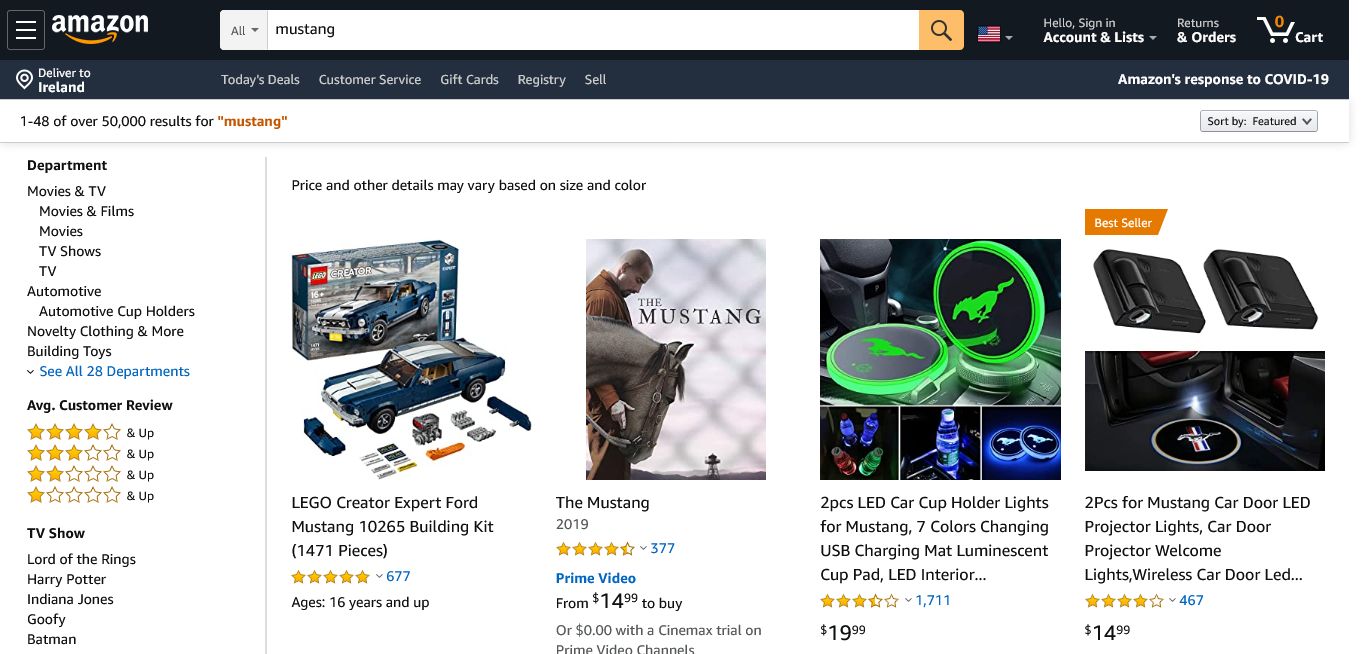 amazon
All
mustang
Hello, Sign in
Account & Lists
Returns
& Orders
0
Cart
Deliver to
Ireland
Today's Deals
Customer Service
Gift Cards
Registry
Sell
Amazon's response to COVID-19
1-48 of over 50,000 results for "mustang"
Sort by: Featured
Department
Movies & TV
Movies & Films
Movies
TV Shows
TV
Automotive
Automotive Cup Holders
Novelty Clothing & More
Building Toys
See All 28 Departments
Avg. Customer Review
& Up
& Up
& Up
& Up
TV Show
Lord of the Rings
Harry Potter
Indiana Jones
Goofy
Batman
Price and other details may vary based on size and color
LEGO CREATOR
EXPERT
16+
LEGO Creator Expert Ford
Mustang 10265 Building Kit
(1471 Pieces)
677
Ages: 16 years and up
THE
MUSTANG
The Mustang
2019
377
Prime Video
From $14.99 to buy
Or $0.00 with a Cinemax trial on
Prime Video Channels
2pcs LED Car Cup Holder Lights
for Mustang, 7 Colors Changing
USB Charging Mat Luminescent
Cup Pad, LED Interior...
1,711
$19.99
Best Seller
2Pcs for Mustang Car Door LED
Projector Lights, Car Door
Projector Welcome
Lights,Wireless Car Door Led...
467
$14.99